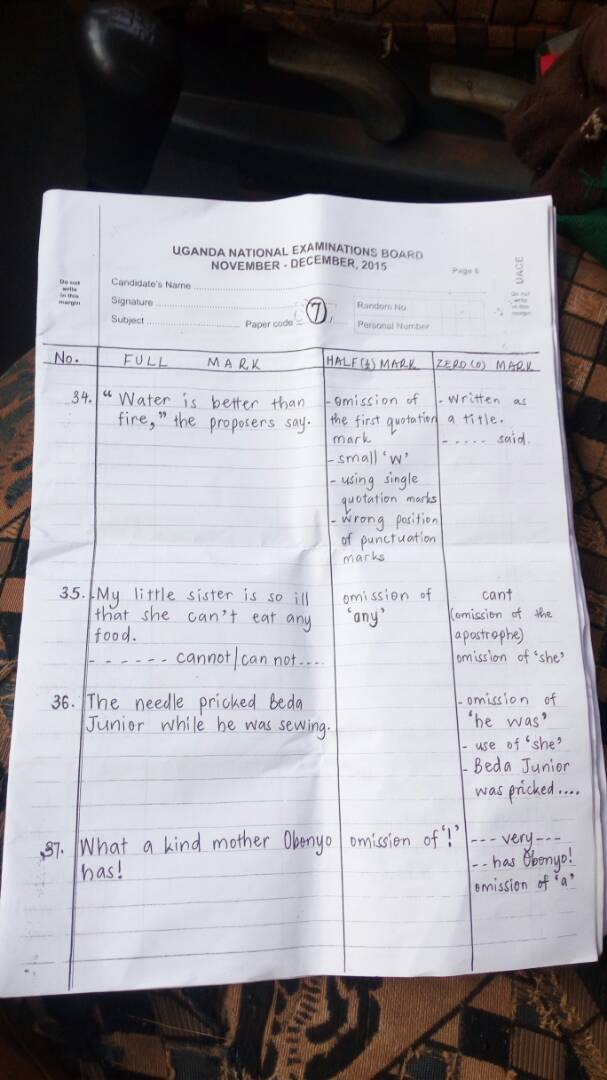 UGANDA NATIONAL EXAMINATIONS BOARD
NOVEMBER - DECEMBER, 2015
Page 6
UACE
Do not
write
in this
margin
Do not
write
in this
margin
Candidate's Name
Signature
Subject
Paper code
7
Random No.
Personal Number
No. FULL MARK HALF (½) MARK ZERO (0) MARK
34. "Water is better than
fire," the proposers say.
- omission of
the first quotation
mark
- small 'w'
- using single
quotation marks
- wrong position
of punctuation
marks
- written as
a title.
- ..... said.
35. My little sister is so ill
that she can't eat any
food.
- - - - - - - cannot/can not....
omission of
'any'
cant
(omission of the
apostrophe)
omission of 'she'
36. The needle pricked Beda
Junior while he was sewing.
- omission of
'he was'
- use of 'she'
- Beda Junior
was pricked....
37. What a kind mother Obonyo
has!
omission of '!'
--- very---
-- has Obonyo!
omission of 'a'